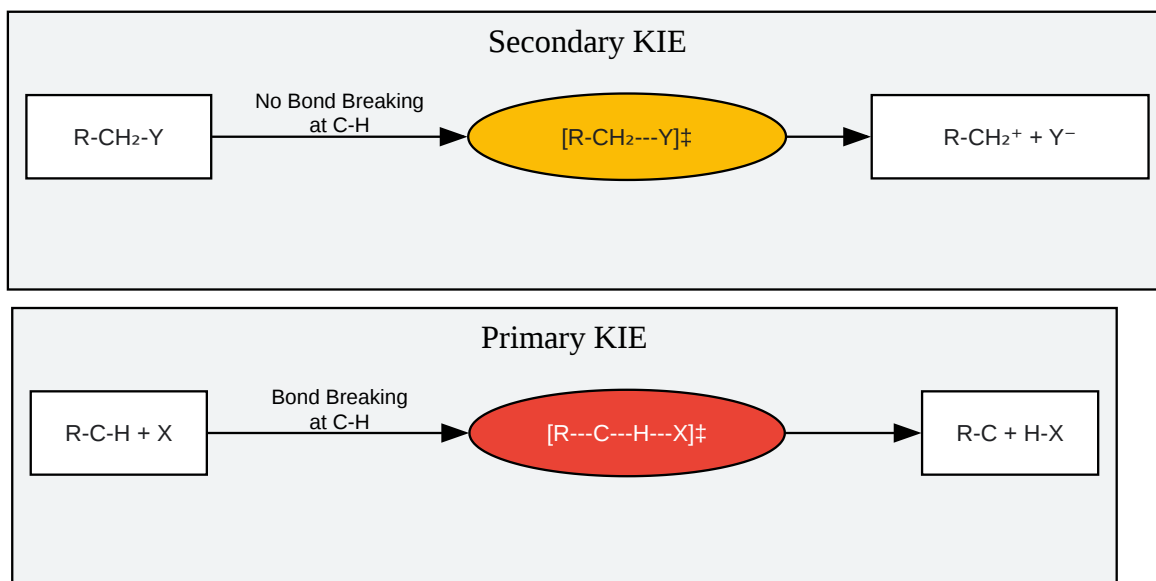 Secondary KIE
No Bond Breaking
at C-H
R-CH₂-Y
[R-CH₂---Y]‡
R-CH₂⁺ + Y⁻
Primary KIE
Bond Breaking
at C-H
R-C-H + X
[R---C---H---X]‡
R-C + H-X